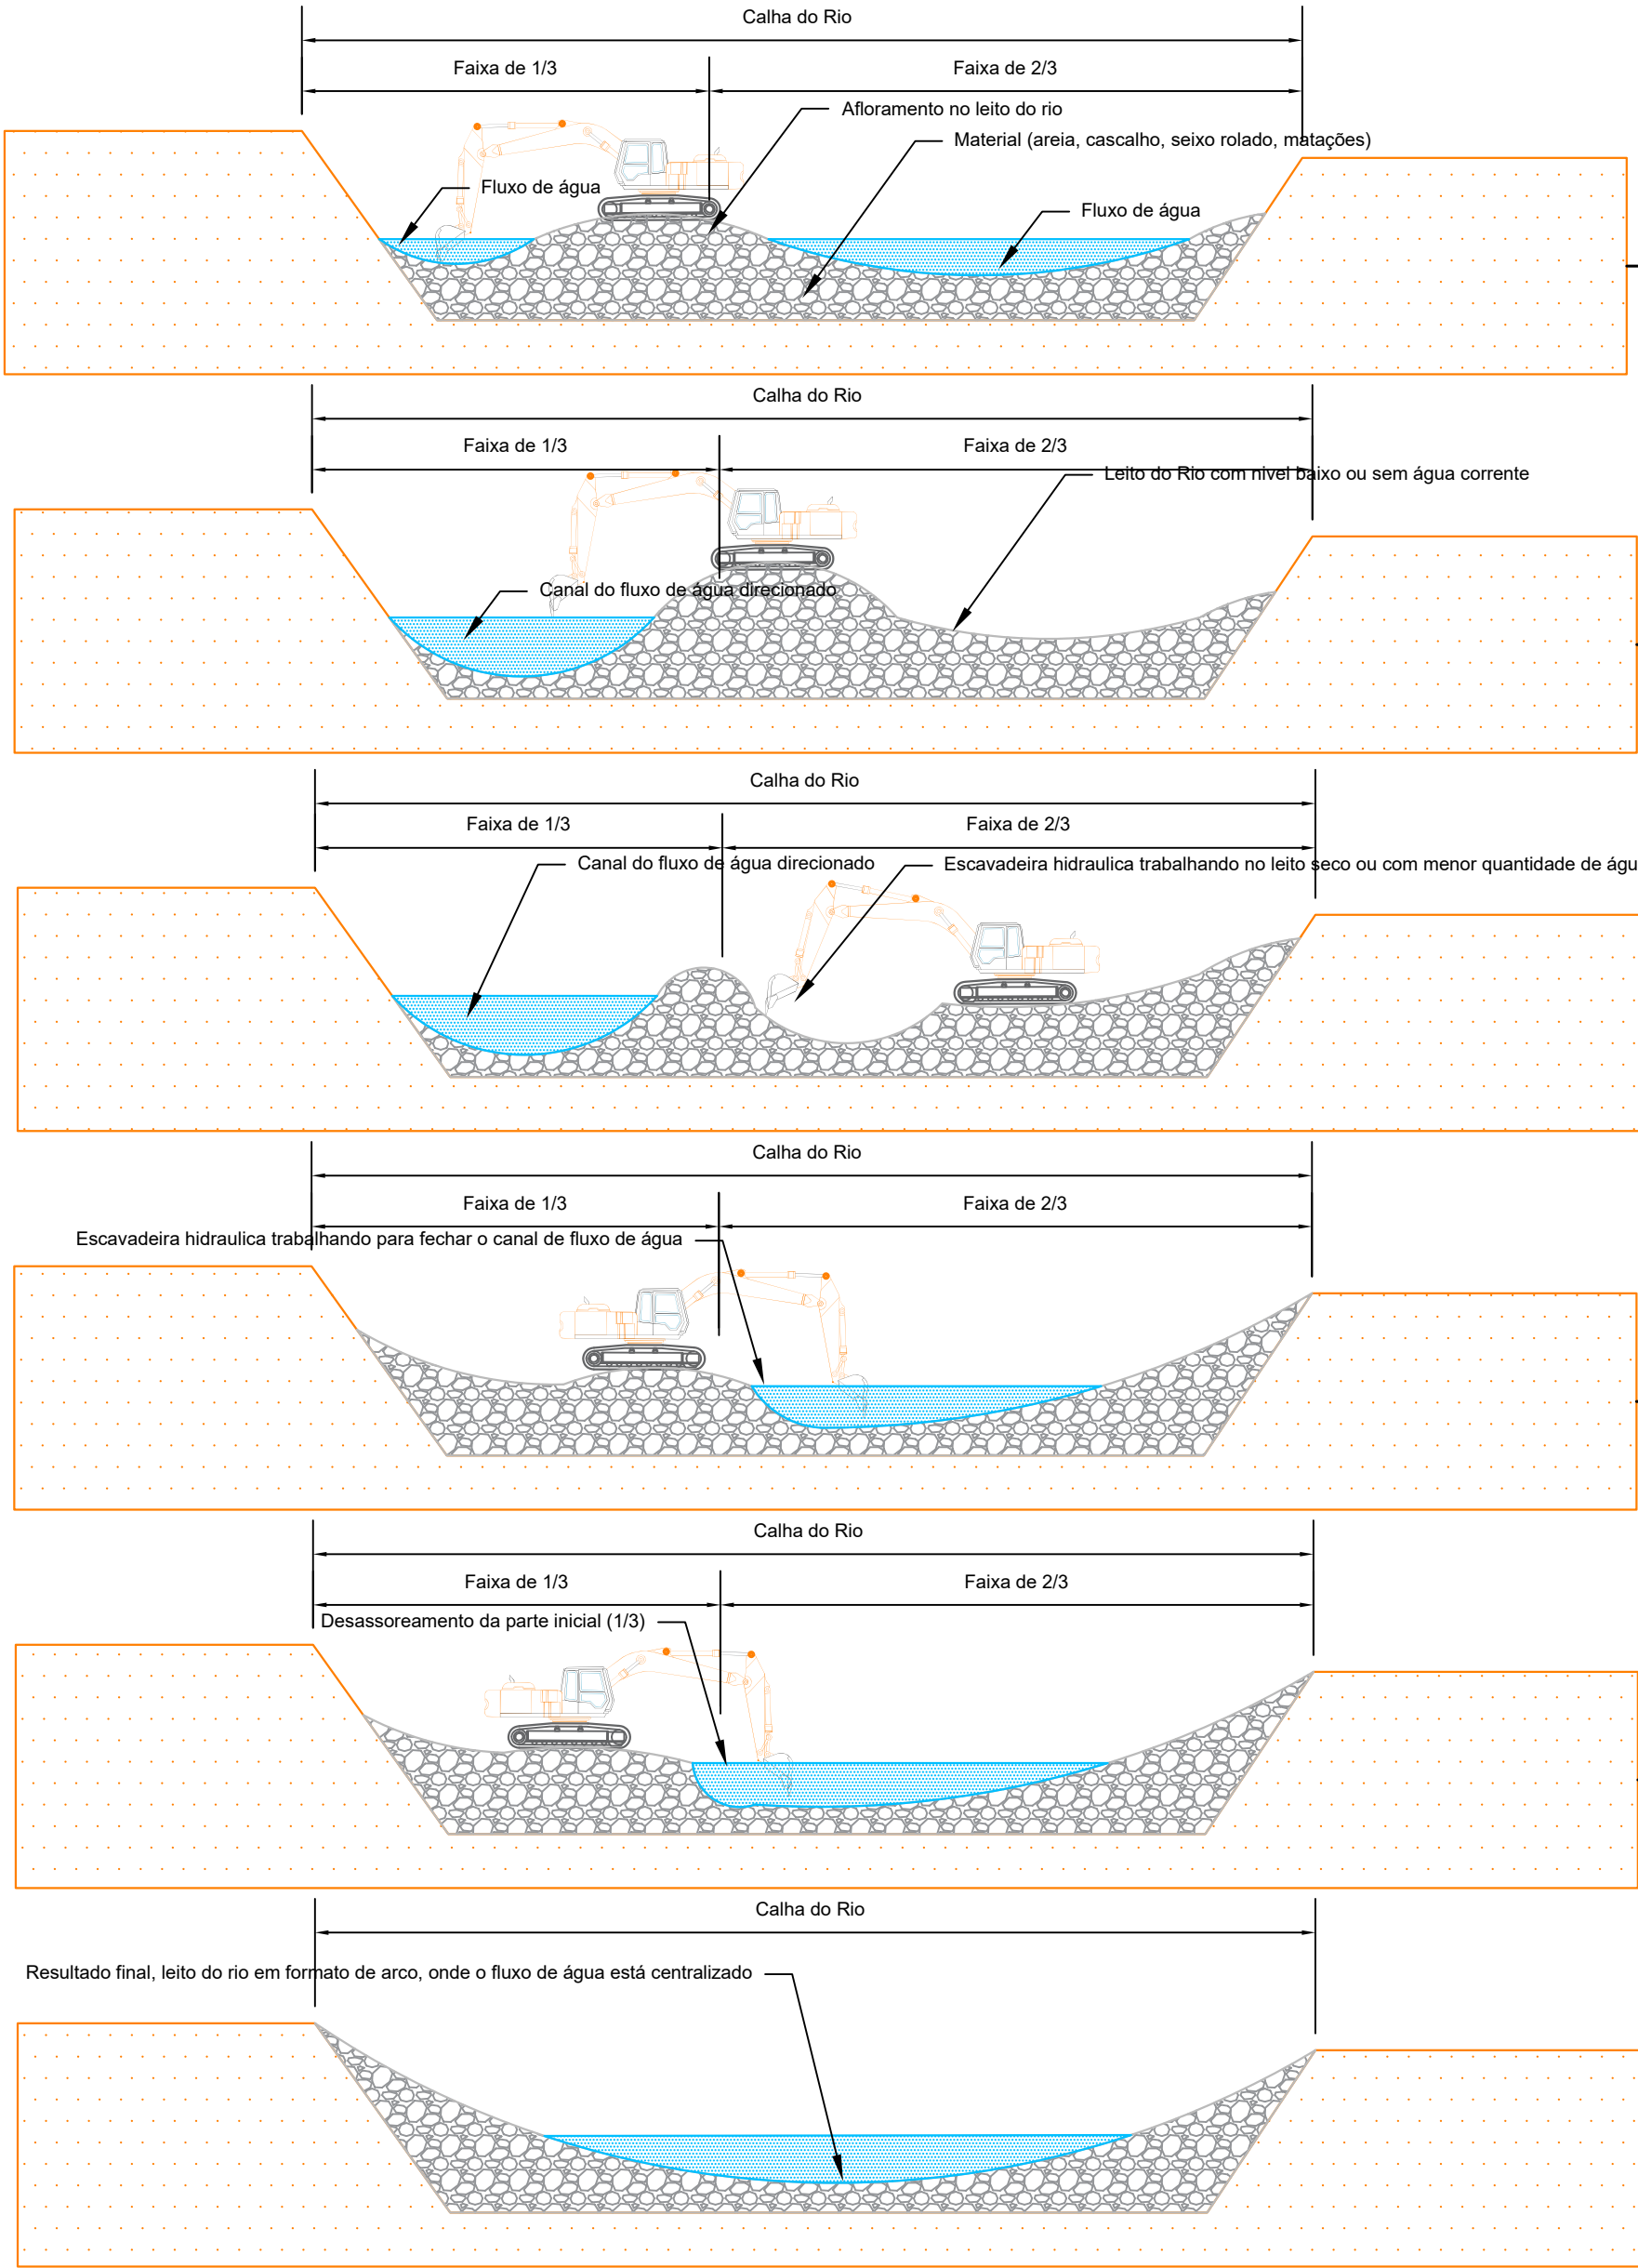 Calha do Rio
Faixa de 1/3
Faixa de 2/3
Afloramento no leito do rio
Material (areia, cascalho, seixo rolado, matações)
Fluxo de água
Fluxo de água
Calha do Rio
Faixa de 1/3
Faixa de 2/3
Leito do Rio com nivel baixo ou sem água corrente
Canal do fluxo de água direcionado
Calha do Rio
Faixa de 1/3
Faixa de 2/3
Canal do fluxo de água direcionado
Escavadeira hidraulica trabalhando no leito seco ou com menor quantidade de águ
Calha do Rio
Faixa de 1/3
Faixa de 2/3
Escavadeira hidraulica trabalhando para fechar o canal de fluxo de água
Calha do Rio
Faixa de 1/3
Faixa de 2/3
Desassoreamento da parte inicial (1/3)
Calha do Rio
Resultado final, leito do rio em formato de arco, onde o fluxo de água está centralizado